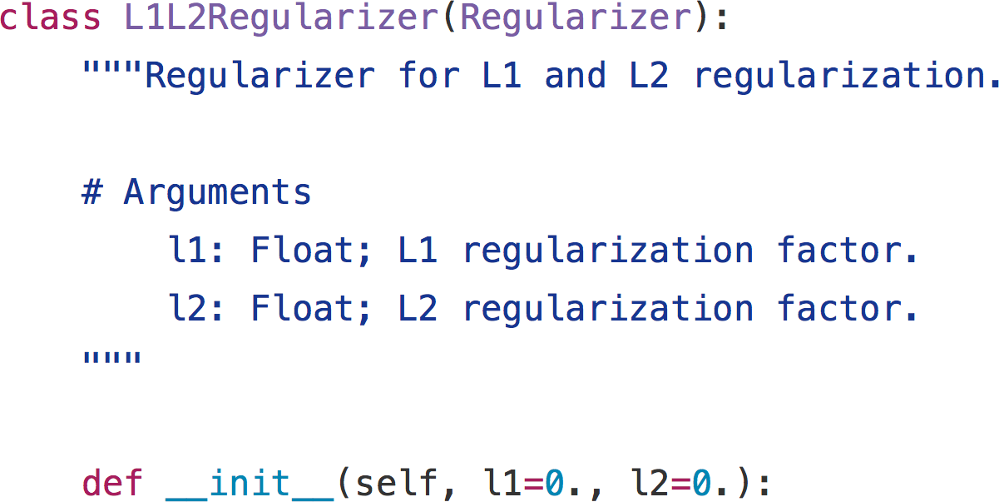 class L1L2Regularizer(Regularizer):
    """Regularizer for L1 and L2 regularization.
    # Arguments
        l1: Float; L1 regularization factor.
        l2: Float; L2 regularization factor.
    """
    def __init__(self, l1=0., l2=0.):